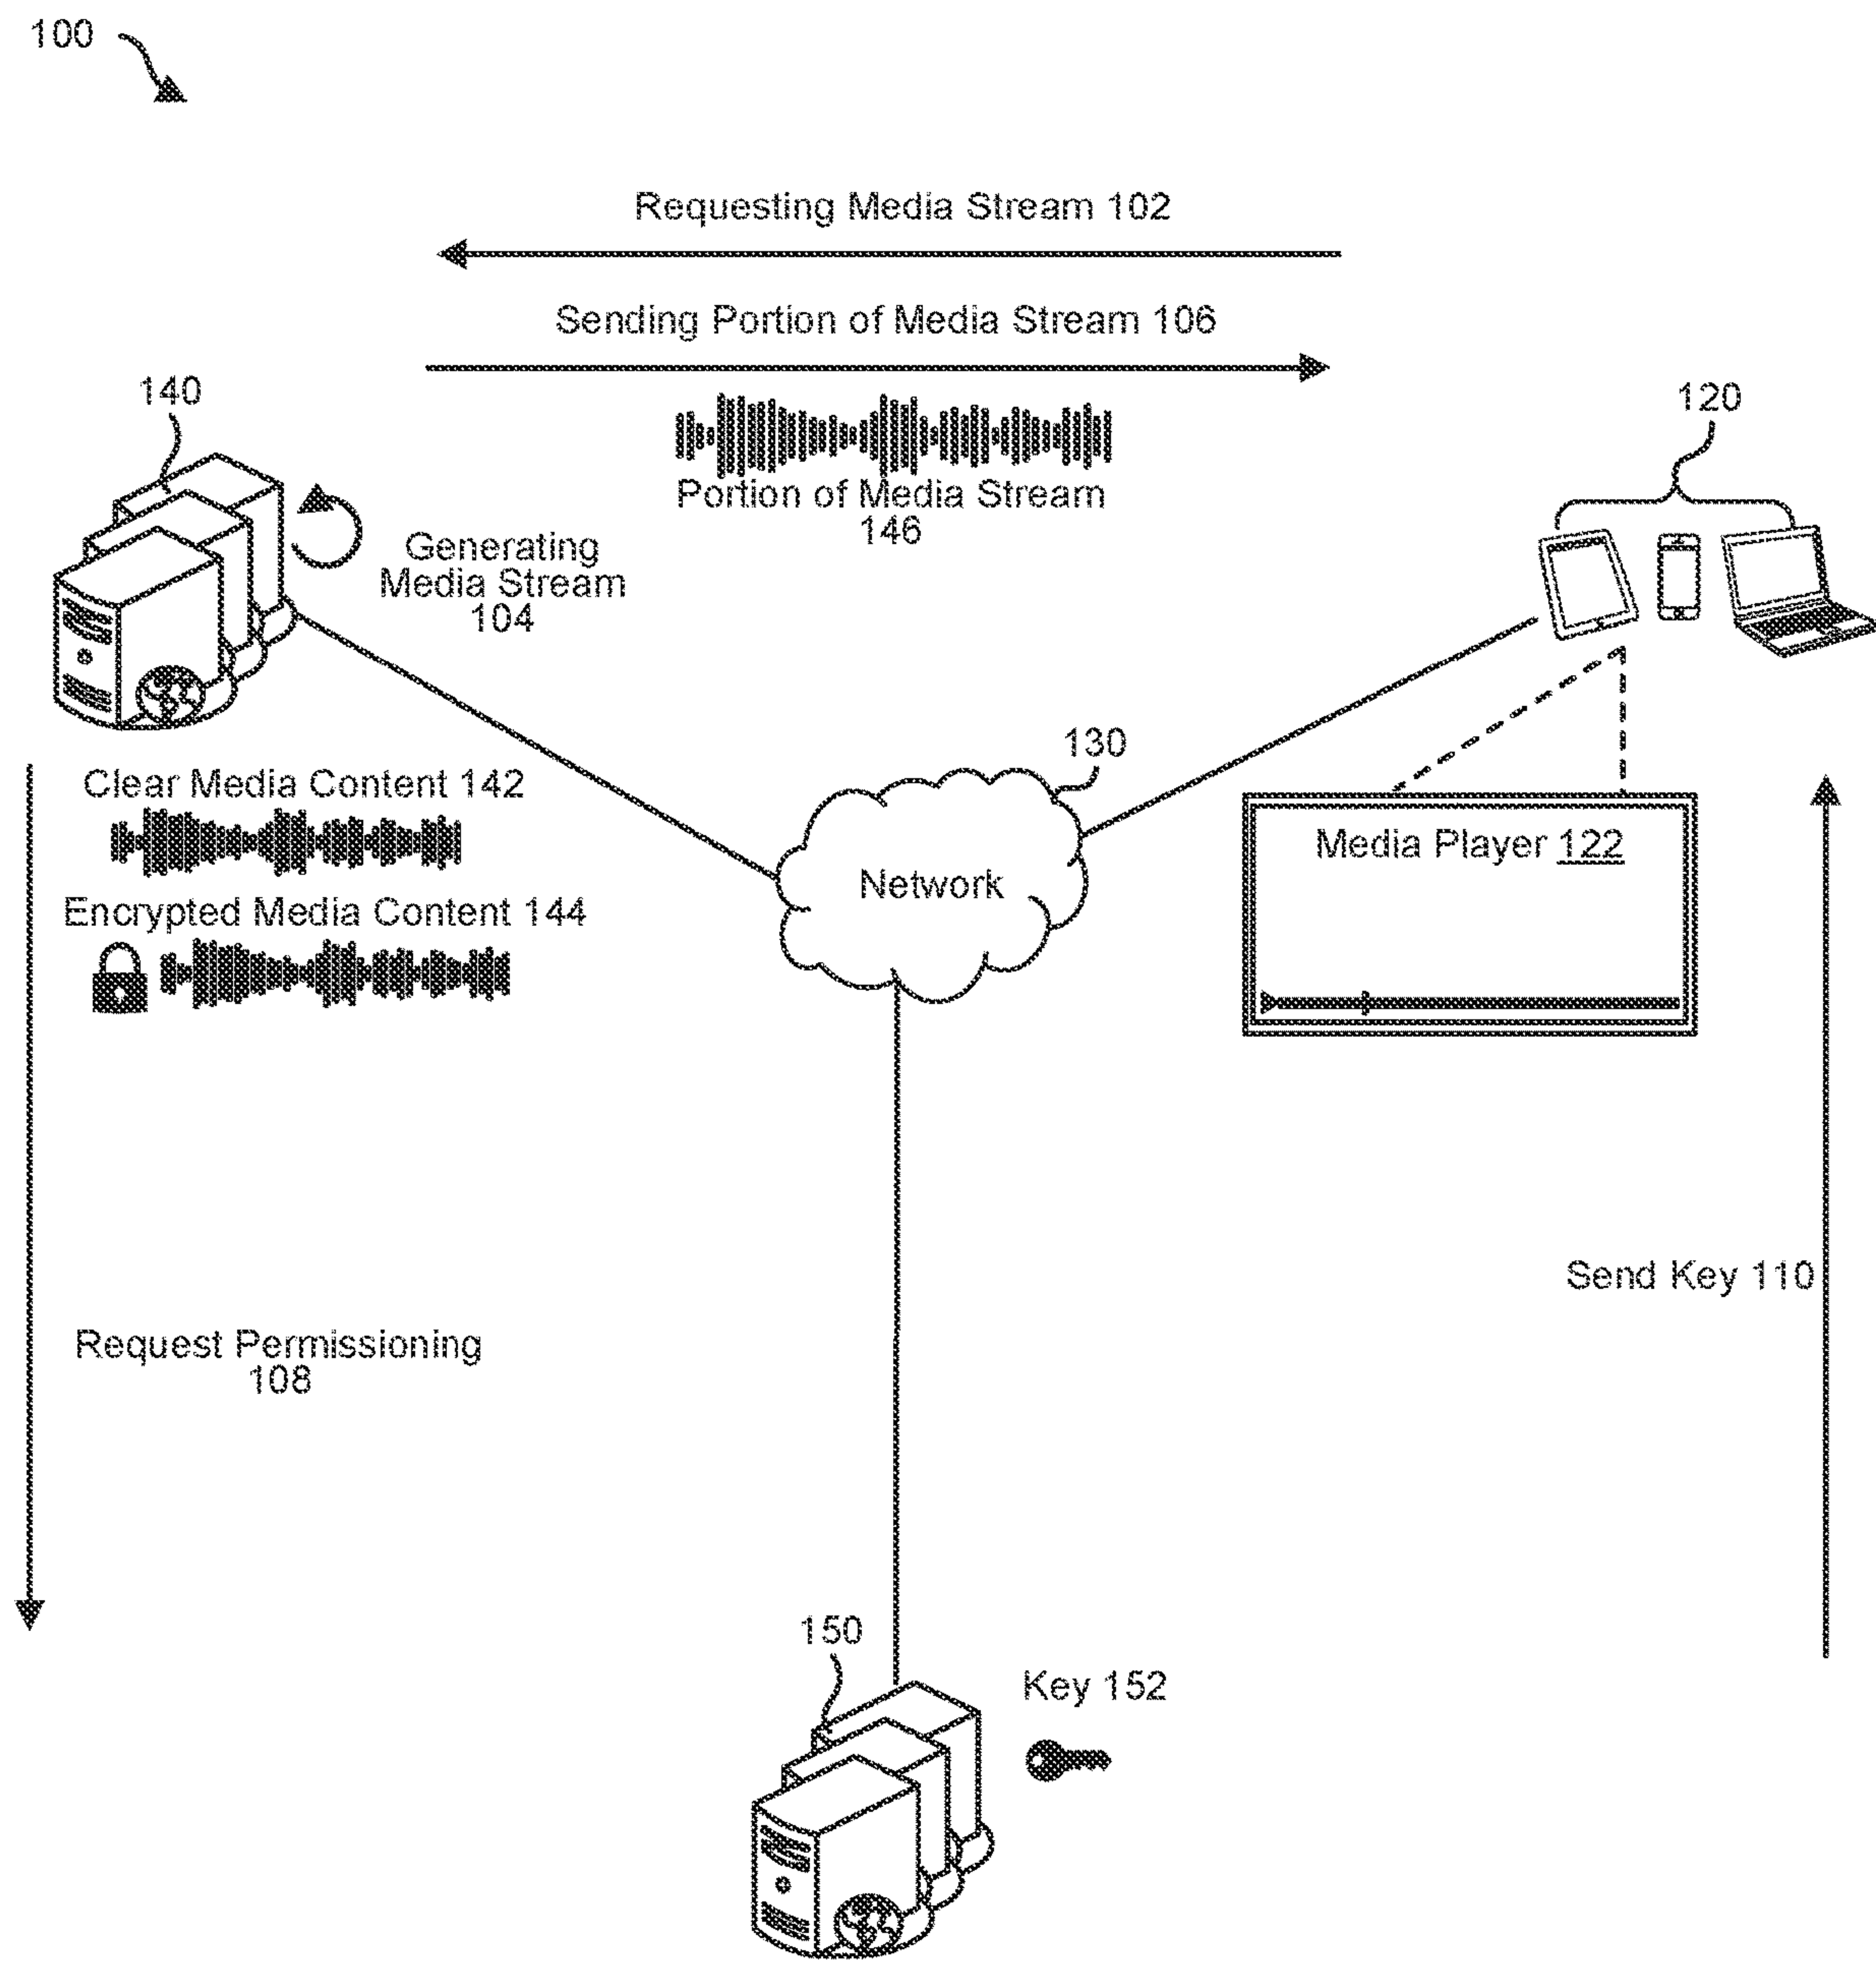 100
Requesting Media Stream 102
Sending Portion of Media Stream 106
140
120
Portion of Media Stream
146
Generating
Media Stream
104
130
Clear Media Content 142
Media Player 122
Network
Encrypted Media Content 144
Send Key 110
Request Permissioning
108
150
Key 152